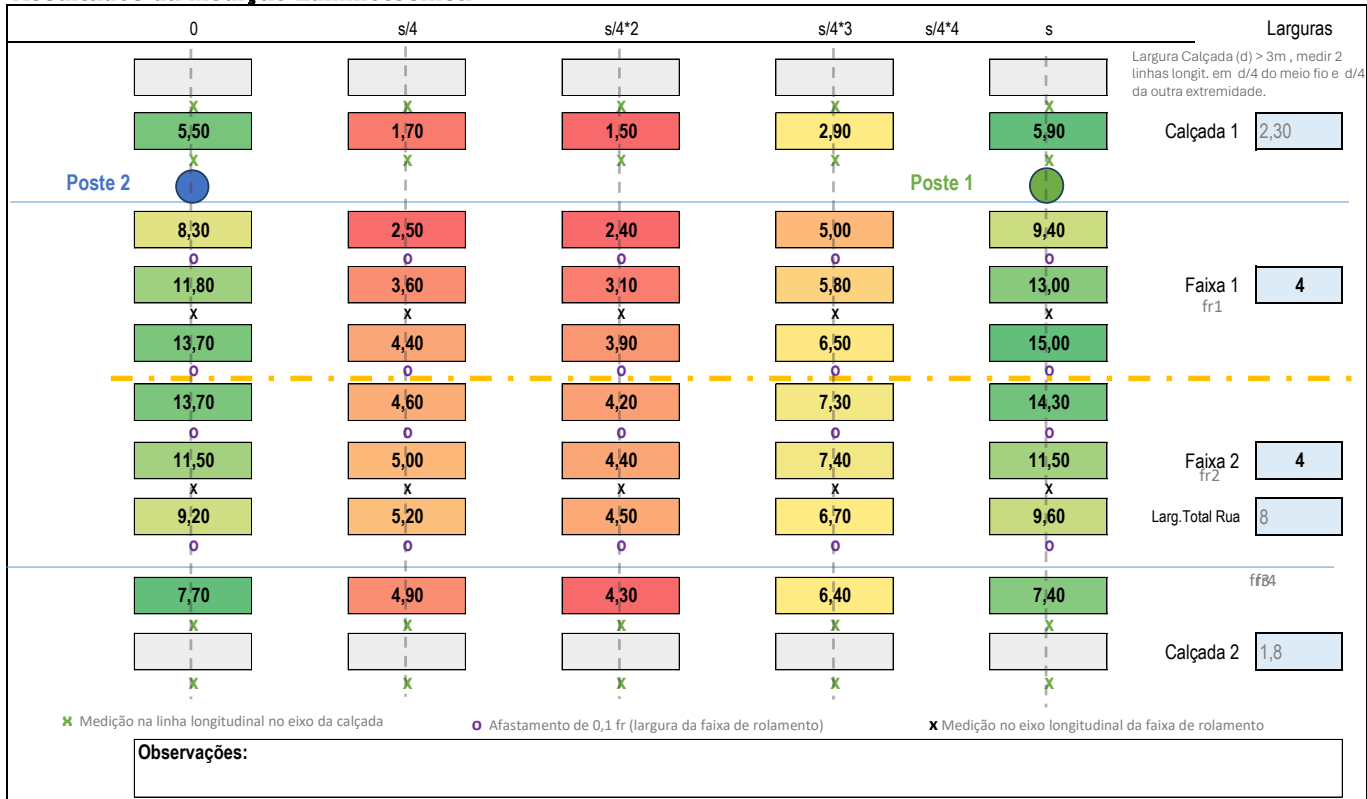 0 s/4 s/4*2 s/4*3 s/4*4 s Larguras
Largura Calçada (d) > 3m , medir 2
linhas longit. em d/4 do meio fio e d/4
da outra extremidade.
x x x x x
5,50 1,70 1,50 2,90 5,90 Calçada 1 2,30
x x x x x
Poste 2 Poste 1
8,30 2,50 2,40 5,00 9,40
o o o o o
11,80 3,60 3,10 5,80 13,00 Faixa 1 4
fr1
x x x x x
13,70 4,40 3,90 6,50 15,00
o o o o o
13,70 4,60 4,20 7,30 14,30
o o o o o
11,50 5,00 4,40 7,40 11,50 Faixa 2 4
fr2
x x x x x
9,20 5,20 4,50 6,70 9,60 Larg.Total Rua 8
o o o o o
7,70 4,90 4,30 6,40 7,40
x x x x x
Calçada 2 1,8
x x x x x
x Medição na linha longitudinal no eixo da calçada o Afastamento de 0,1 fr (largura da faixa de rolamento) x Medição no eixo longitudinal da faixa de rolamento
Observações: